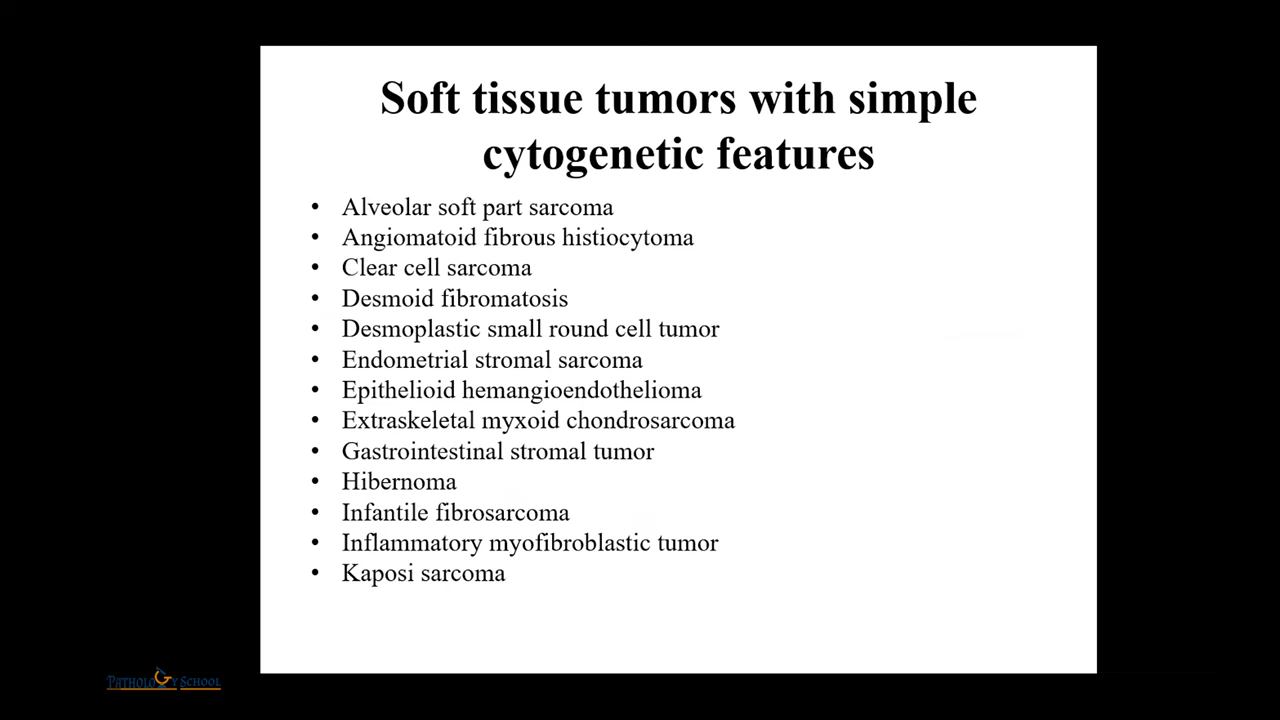 Soft tissue tumors with simple
cytogenetic features
• Alveolar soft part sarcoma
• Angiomatoid fibrous histiocytoma
• Clear cell sarcoma
• Desmoid fibromatosis
• Desmoplastic small round cell tumor
• Endometrial stromal sarcoma
• Epithelioid hemangioendothelioma
• Extraskeletal myxoid chondrosarcoma
• Gastrointestinal stromal tumor
• Hibernoma
• Infantile fibrosarcoma
• Inflammatory myofibroblastic tumor
• Kaposi sarcoma
PATHOLOGY SCHOOL